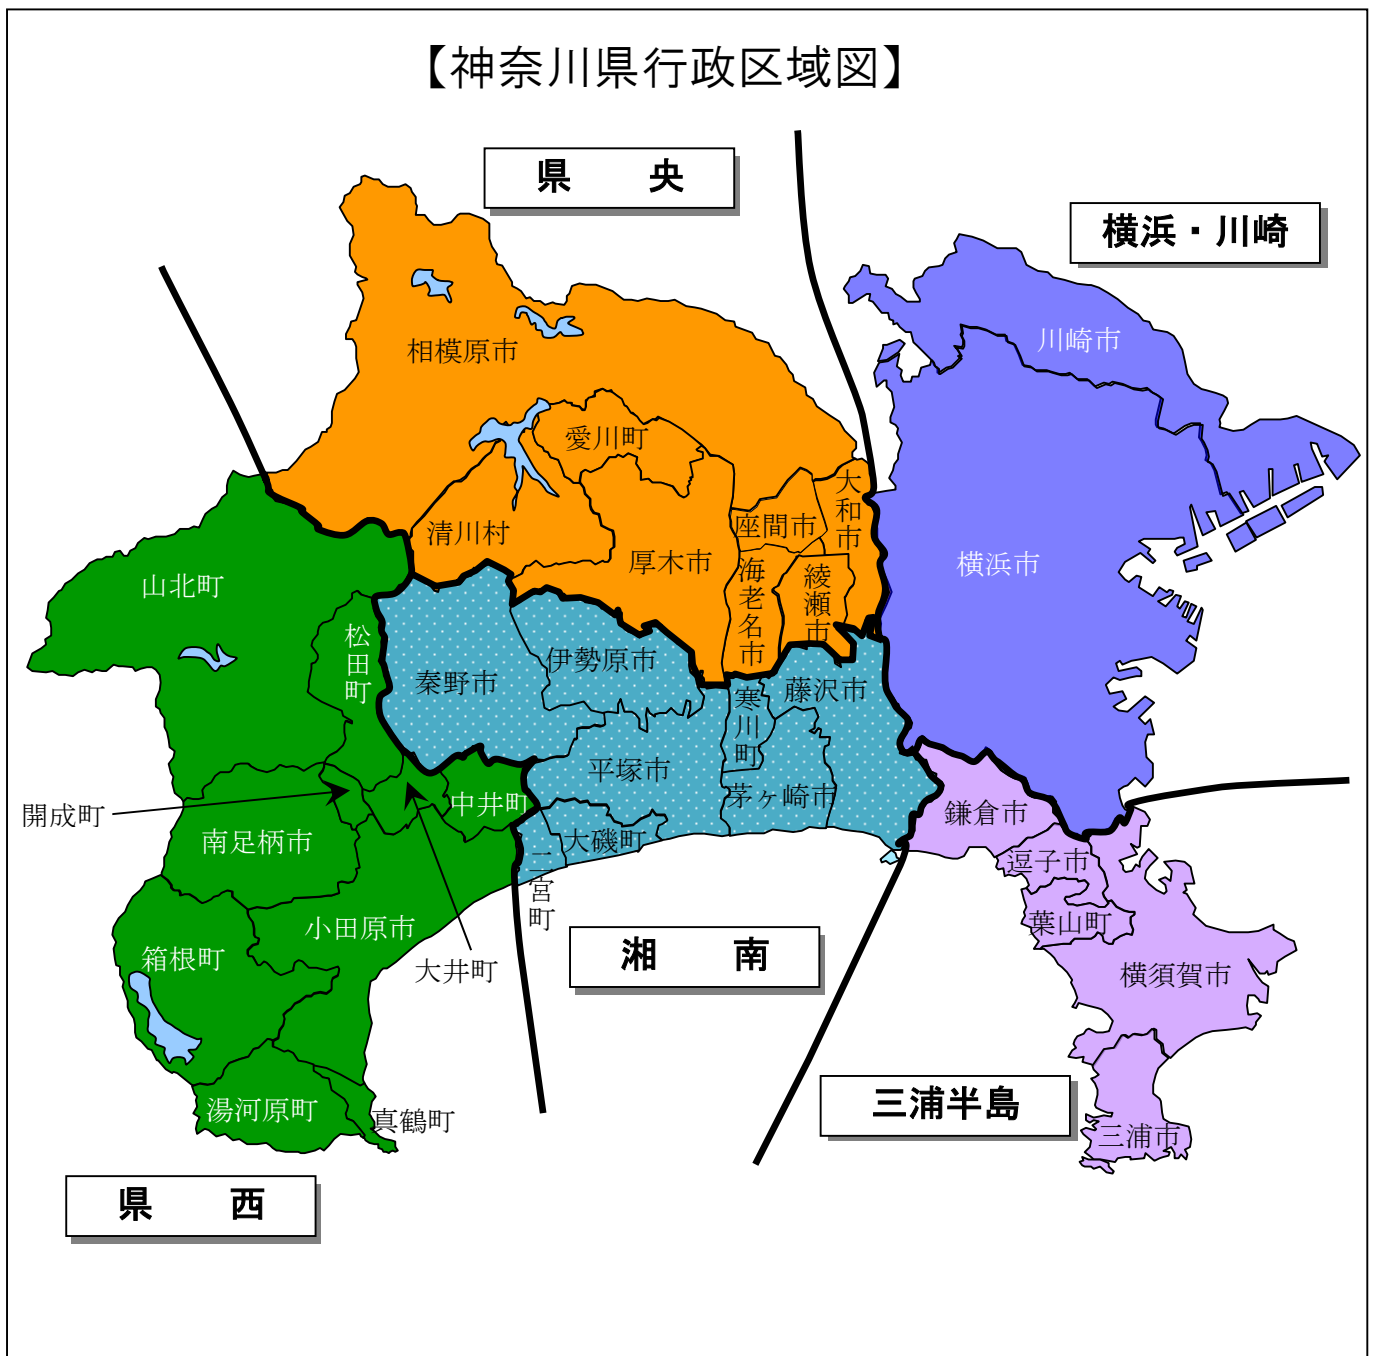 【神奈川県行政区域図】
県　央
横浜・川崎
川崎市
相模原市
愛川町
大和市
座間市
清川村
厚木市
海老名市
綾瀬市
横浜市
山北町
松田町
伊勢原市
秦野市
寒川町
藤沢市
平塚市
茅ヶ崎市
中井町
開成町
南足柄市
大磯町
二宮町
鎌倉市
逗子市
葉山町
小田原市
箱根町
大井町
湘　南
横須賀市
三浦半島
湯河原町
真鶴町
三浦市
県　西